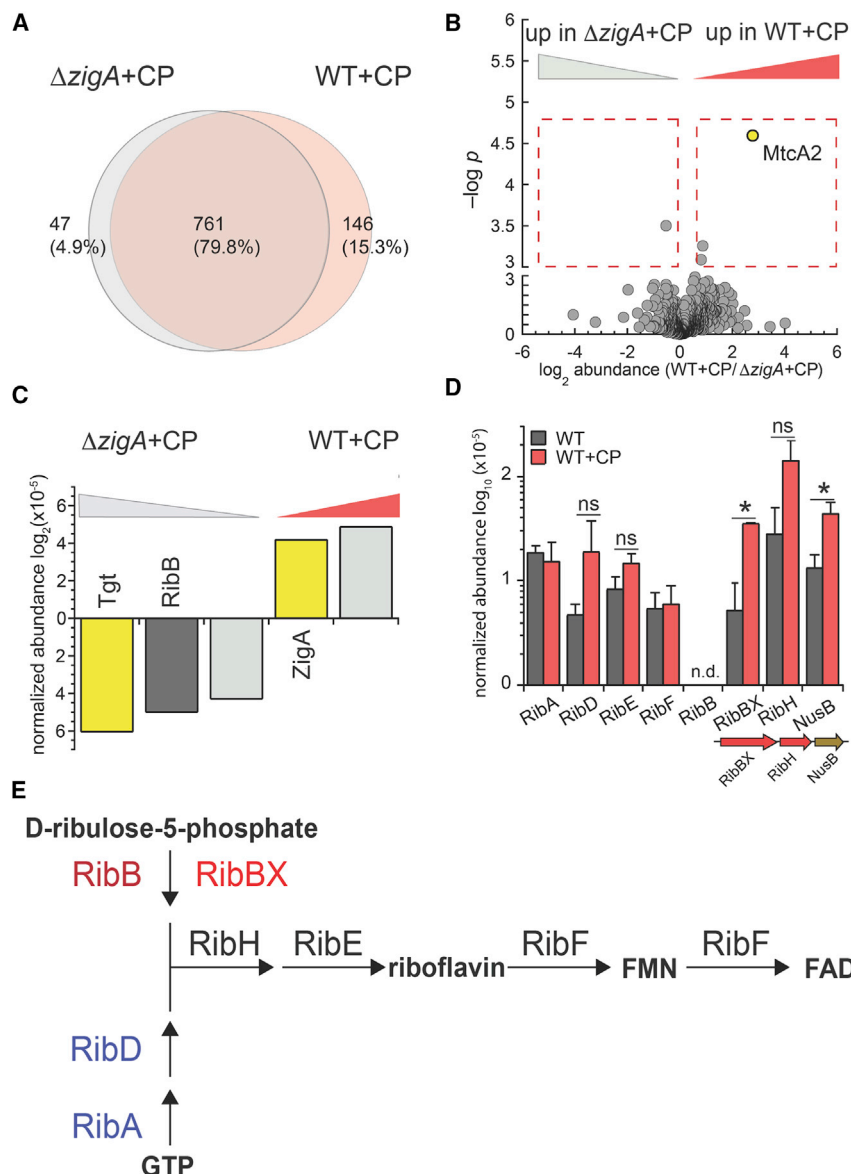 A
ΔzigA+CP
WT+CP
47
(4.9%)
761
(79.8%)
146
(15.3%)
B
up in ΔzigA+CP
up in WT+CP
–log p
6
5.5
5
4.5
4
3.5
3
3
0
MtcA2
-6
-4
-2
0
2
4
6
log2 abundance (WT+CP/ΔzigA+CP)
C
ΔzigA+CP
WT+CP
normalized abundance log2(x10-5)
6
4
2
0
2
4
6
Tgt
RibB
ZigA
D
WT
WT+CP
normalized abundance log10 (x10-5)
2
1
0
ns
ns
n.d.
*
ns
*
RibA
RibD
RibE
RibF
RibB
RibBX
RibH
NusB
RibBX
RibH
NusB
E
D-ribulose-5-phosphate
RibB
RibBX
RibH
RibE
riboflavin
RibF
FMN
RibF
FAD
RibD
RibA
GTP